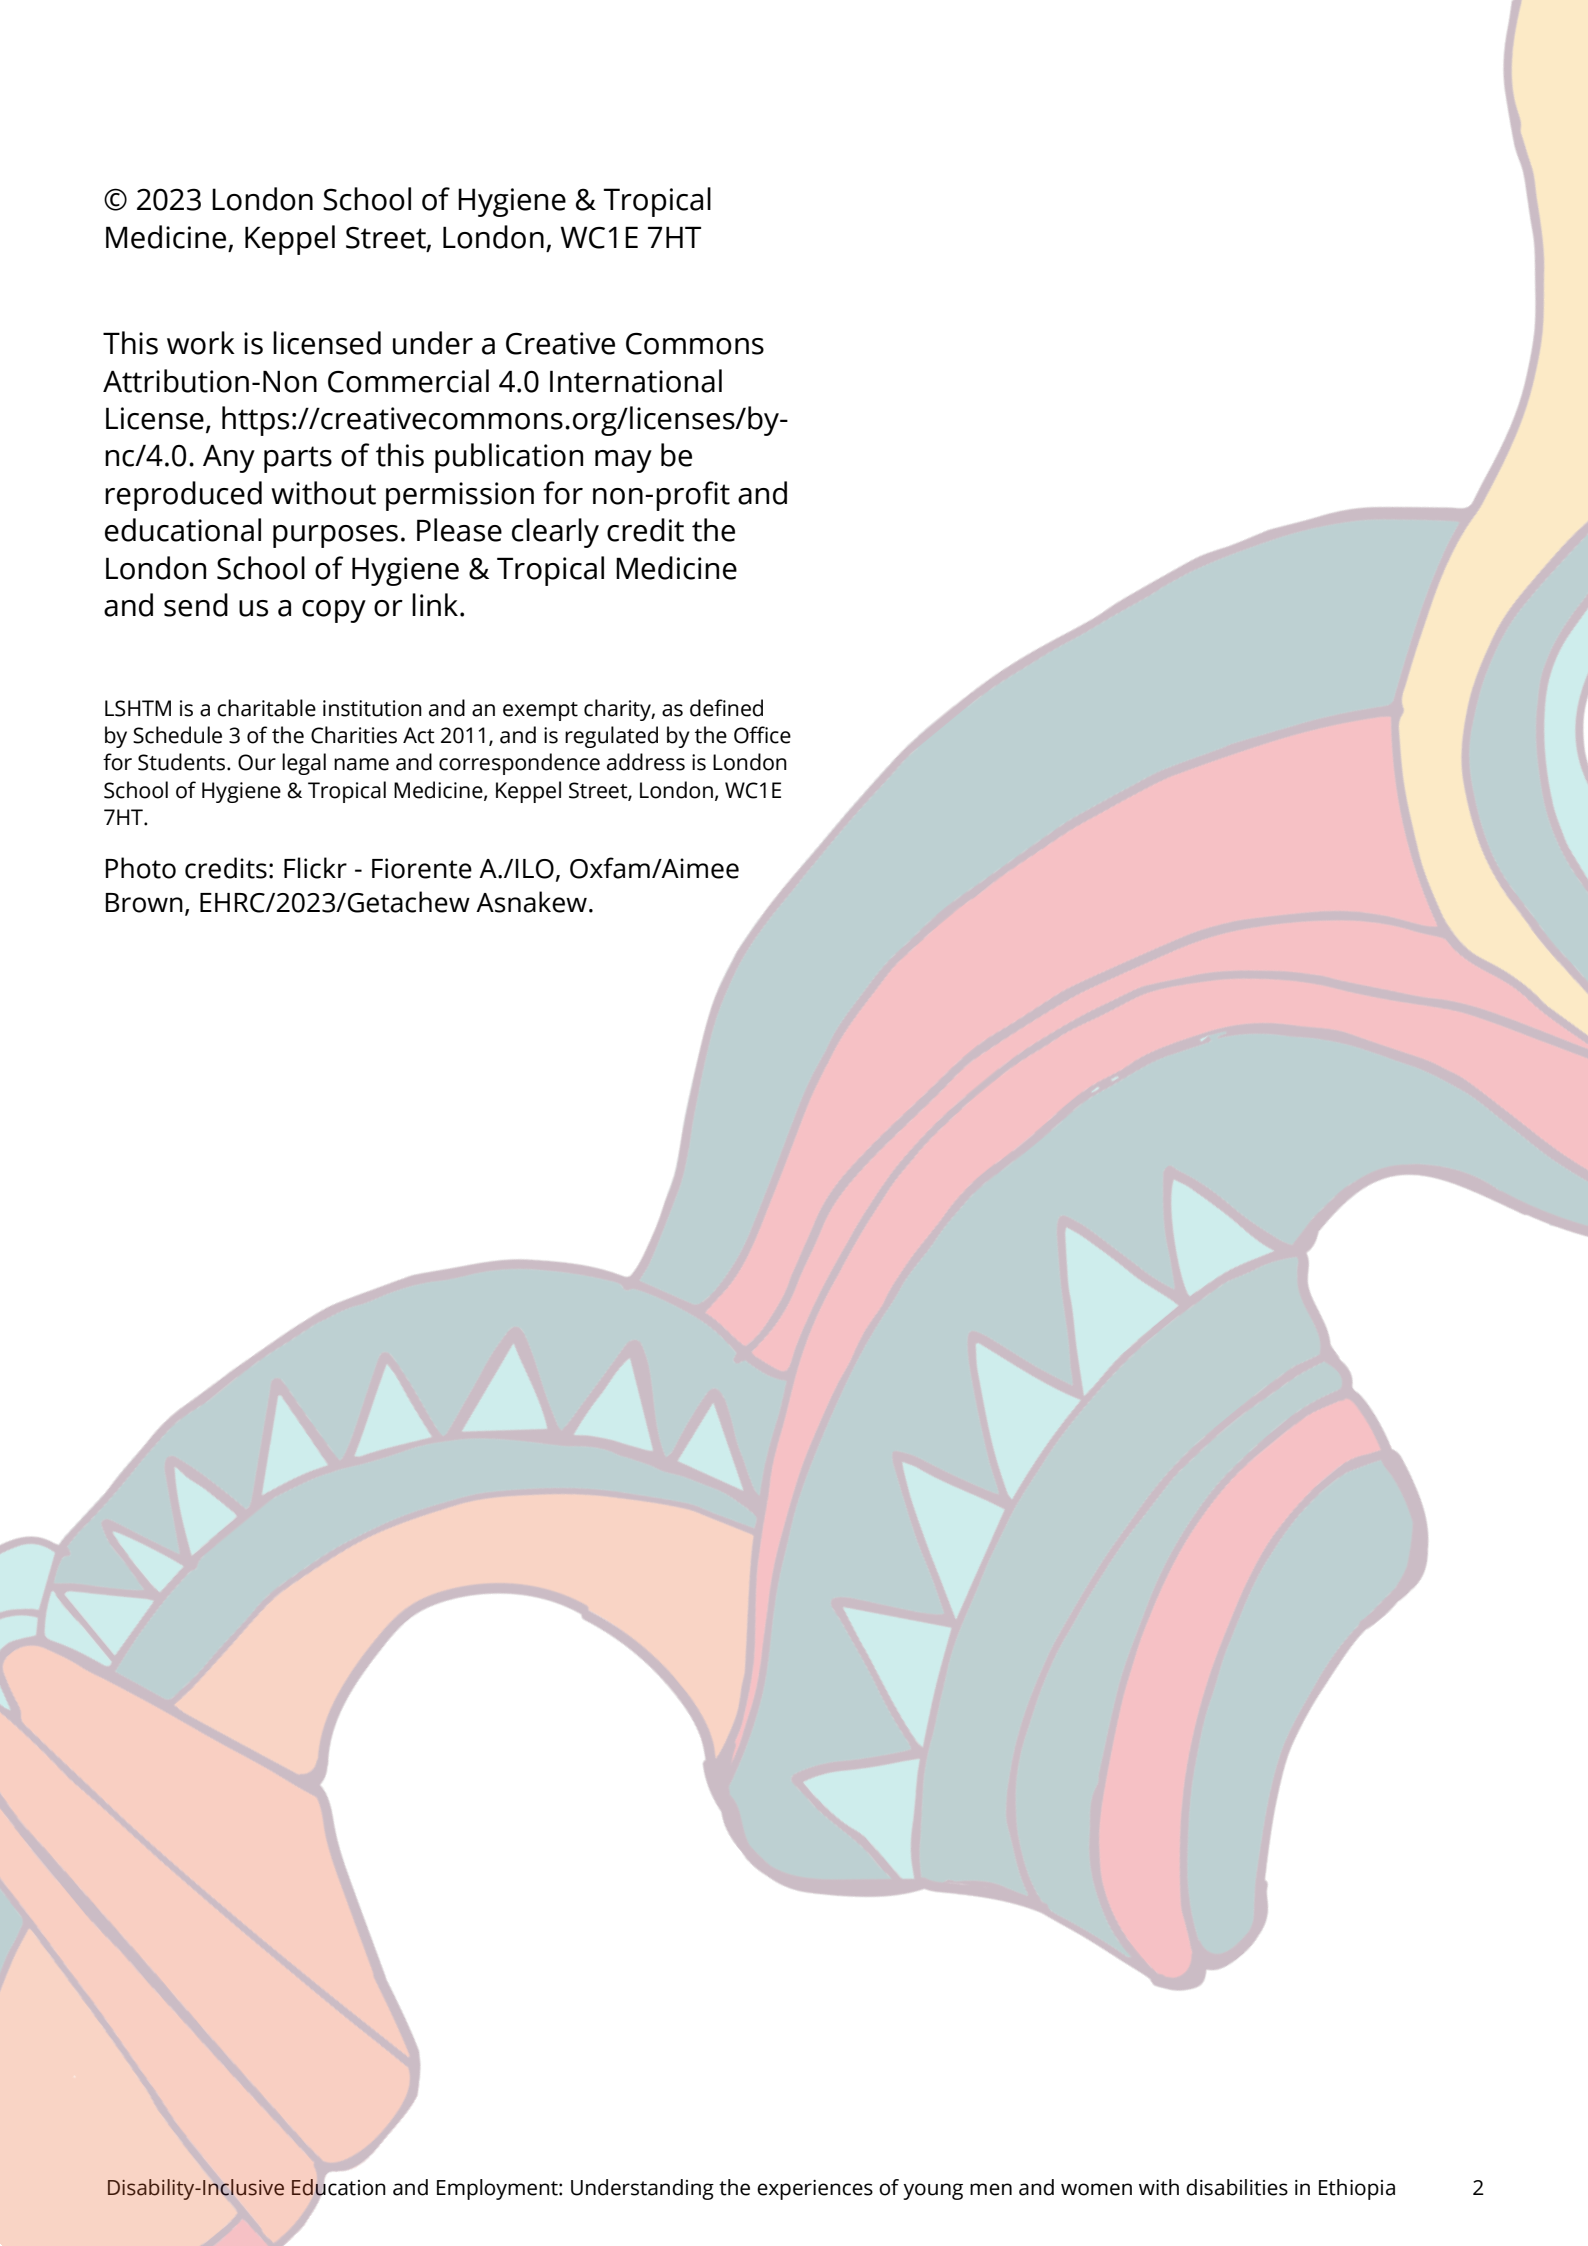 © 2023 London School of Hygiene & Tropical
Medicine, Keppel Street, London, WC1E 7HT
This work is licensed under a Creative Commons
Attribution-Non Commercial 4.0 International
License, https://creativecommons.org/licenses/by-
nc/4.0. Any parts of this publication may be
reproduced without permission for non-profit and
educational purposes. Please clearly credit the
London School of Hygiene & Tropical Medicine
and send us a copy or link.
LSHTM is a charitable institution and an exempt charity, as defined
by Schedule 3 of the Charities Act 2011, and is regulated by the Office
for Students. Our legal name and correspondence address is London
School of Hygiene & Tropical Medicine, Keppel Street, London, WC1E
7HT.
Photo credits: Flickr - Fiorente A./ILO, Oxfam/Aimee
Brown, EHRC/2023/Getachew Asnakew.
Disability-Inclusive Education and Employment: Understanding the experiences of young men and women with disabilities in Ethiopia 2